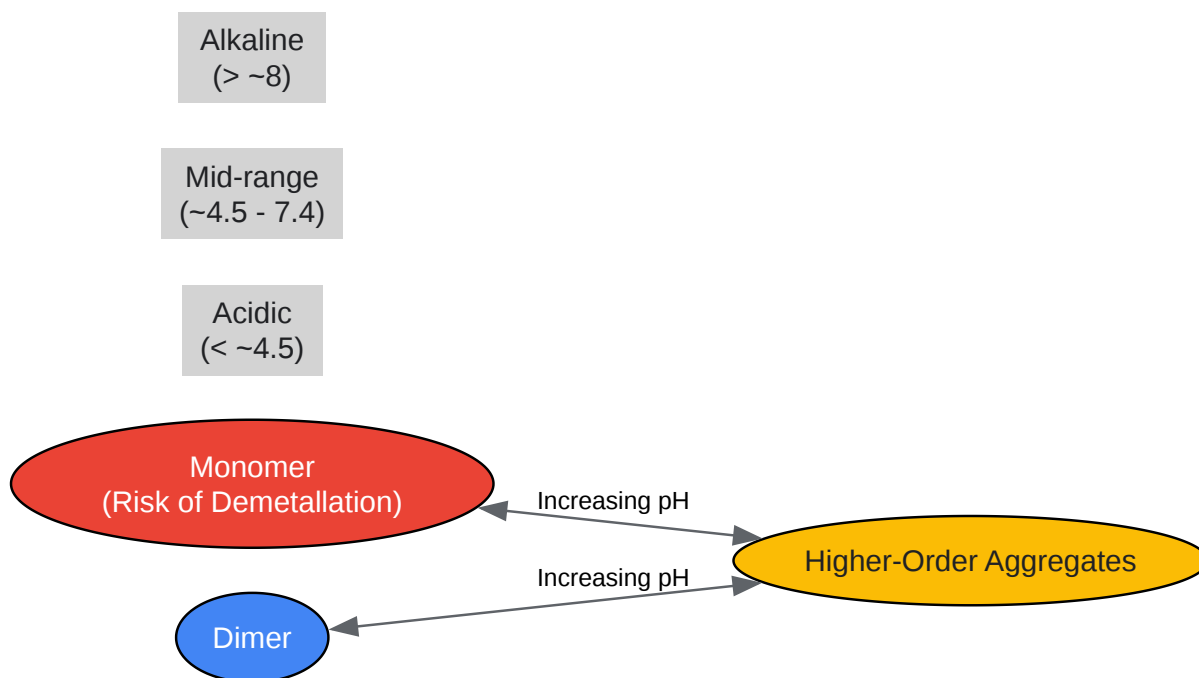 Alkaline
(> ~8)
Mid-range
(~4.5 - 7.4)
Acidic
(< ~4.5)
Monomer
(Risk of Demetallation)
Increasing pH
Higher-Order Aggregates
Increasing pH
Dimer